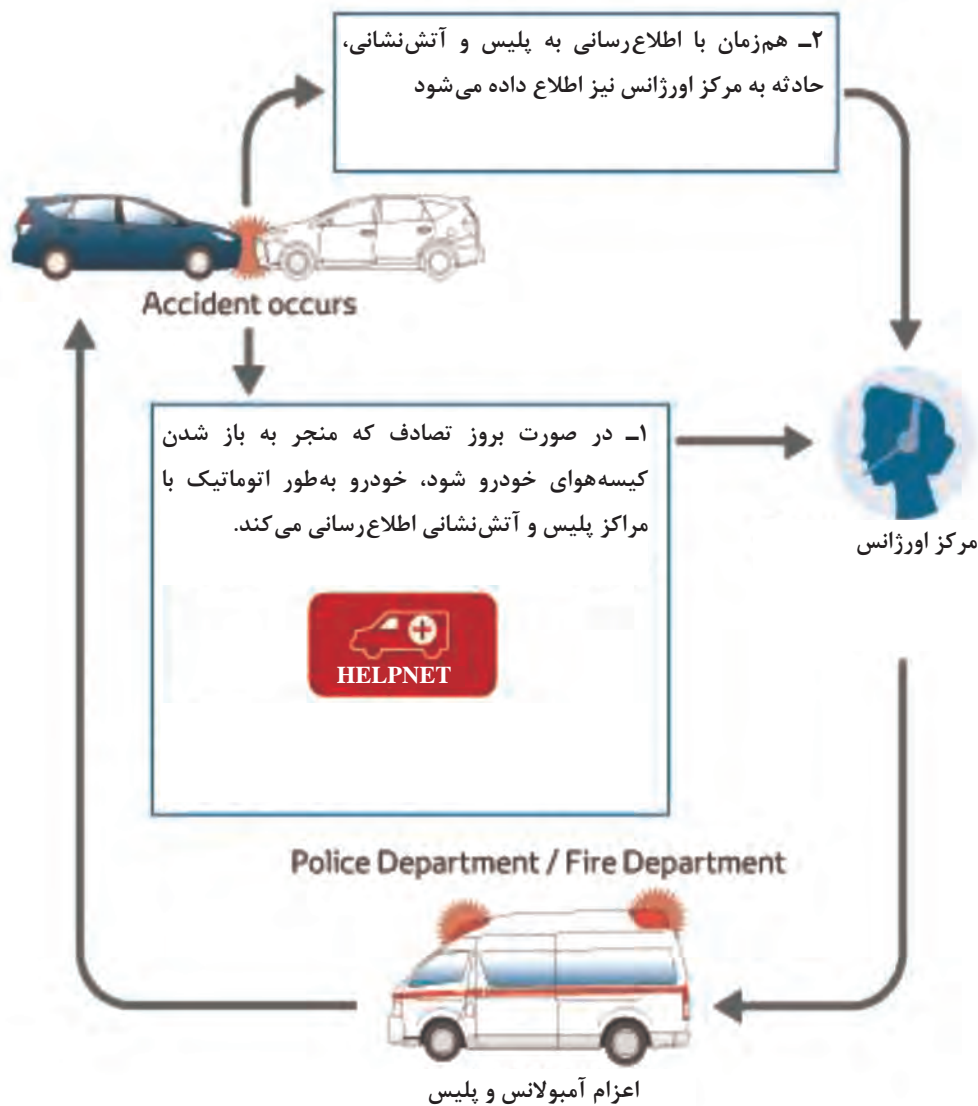 ۲ـ هم‌زمان با اطلاع‌رسانی به پلیس و آتش‌نشانی،
حادثه به مرکز اورژانس نیز اطلاع داده می‌شود
Accident occurs
۱ـ در صورت بروز تصادف که منجر به باز شدن
کیسه‌هوای خودرو شود، خودرو به‌طور اتوماتیک با
مراکز پلیس و آتش‌نشانی اطلاع‌رسانی می‌کند.
HELPNET
مرکز اورژانس
Police Department / Fire Department
اعزام آمبولانس و پلیس